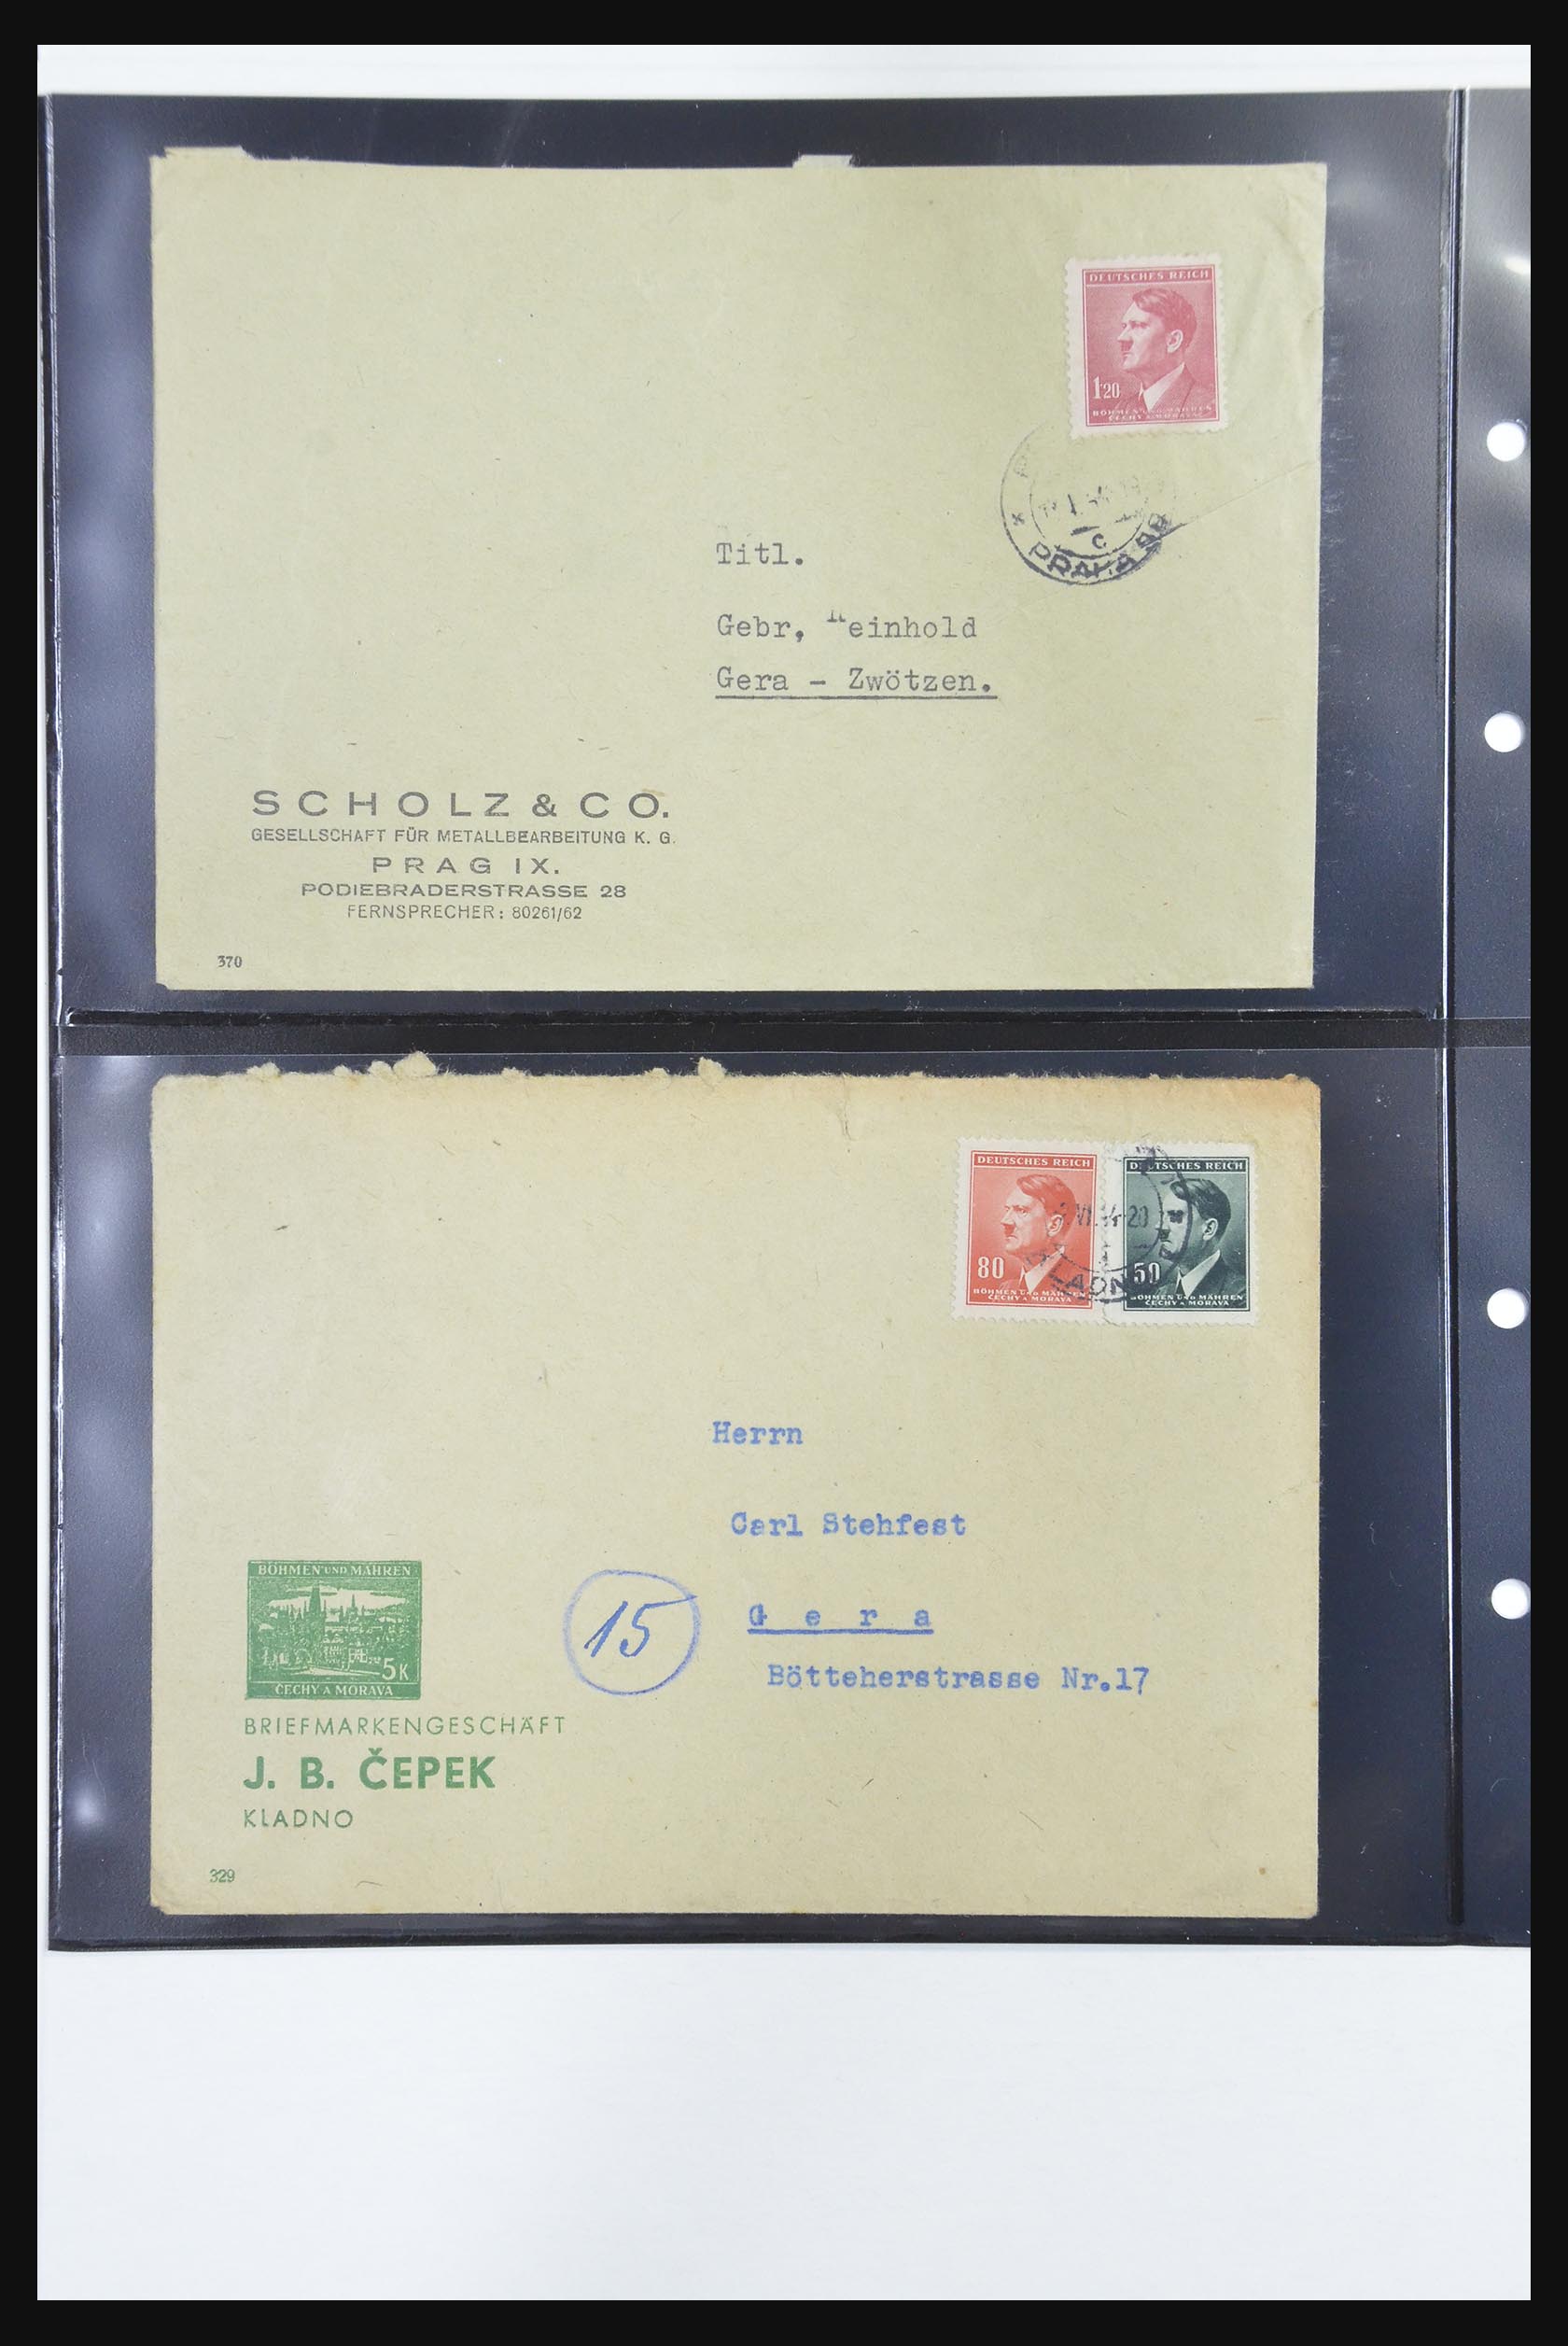 DEUTSCHES REICH
1·20
BÖHMEN UND MÄHREN
ČECHY A MORAVA
C
PRAHA
Titl.
Gebr, Reinhold
Gera - Zwötzen.
SCHOLZ & CO.
GESELLSCHAFT FÜR METALLBEARBEITUNG K. G.
PRAG IX.
PODIEBRADERSTRASSE 28
FERNSPRECHER: 80261/62
370
DEUTSCHES REICH
80
BÖHMEN UND MÄHREN
ČECHY A MORAVA
DEUTSCHES REICH
50
BÖHMEN UND MÄHREN
ČECHY A MORAVA
Herrn
Carl Stehfest
Gera
Bötteherstrasse Nr.17
15
BÖHMEN UND MÄHREN
5K
ČECHY A MORAVA
BRIEFMARKENGESCHÄFT
J. B. ČEPEK
KLADNO
329